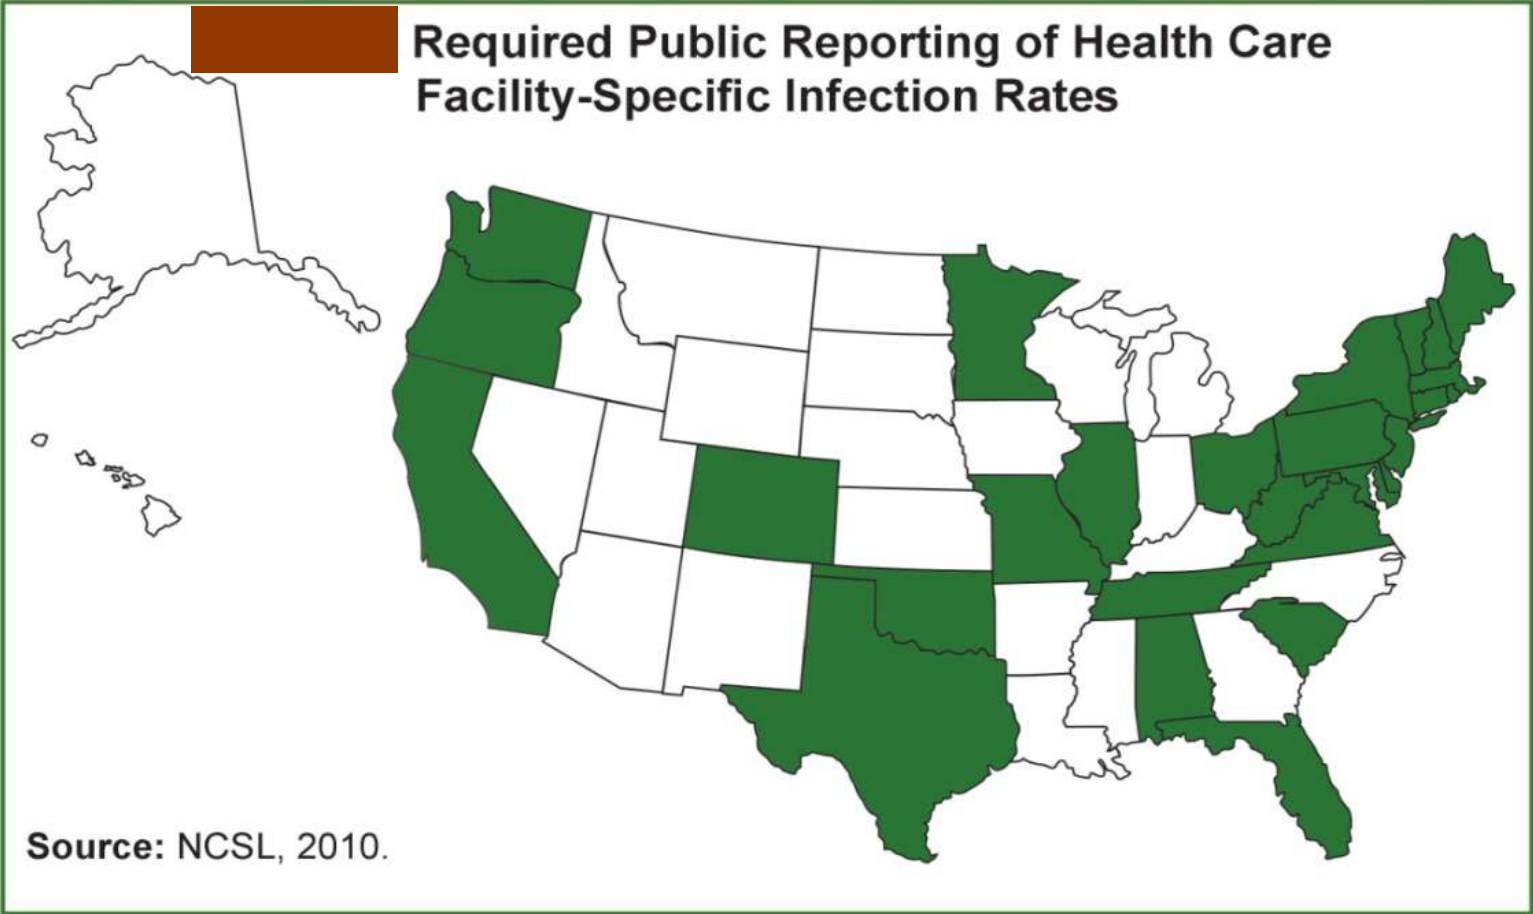 Required Public Reporting of Health Care
Facility-Specific Infection Rates
Source: NCSL, 2010.